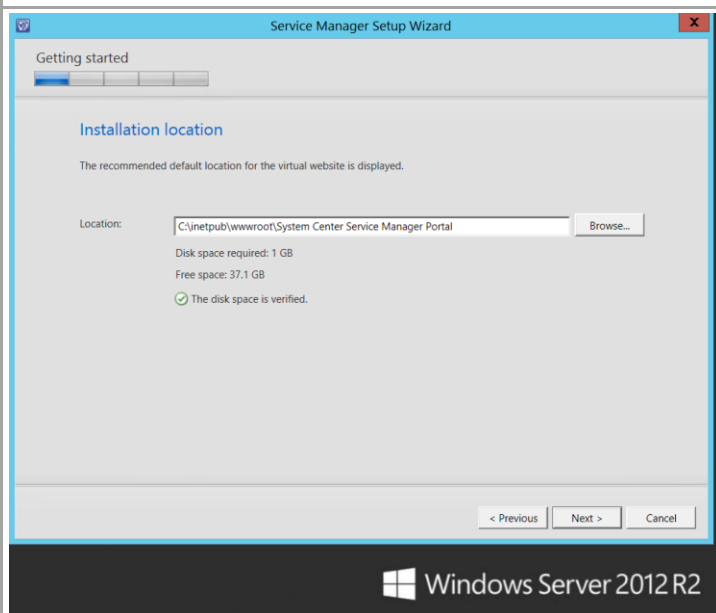 Service Manager Setup Wizard
x
Getting started
Installation location
The recommended default location for the virtual website is displayed.
Location:
C:\inetpub\wwwroot\System Center Service Manager Portal
Browse...
Disk space required: 1 GB
Free space: 37.1 GB
The disk space is verified.
< Previous
Next >
Cancel
Windows Server 2012 R2